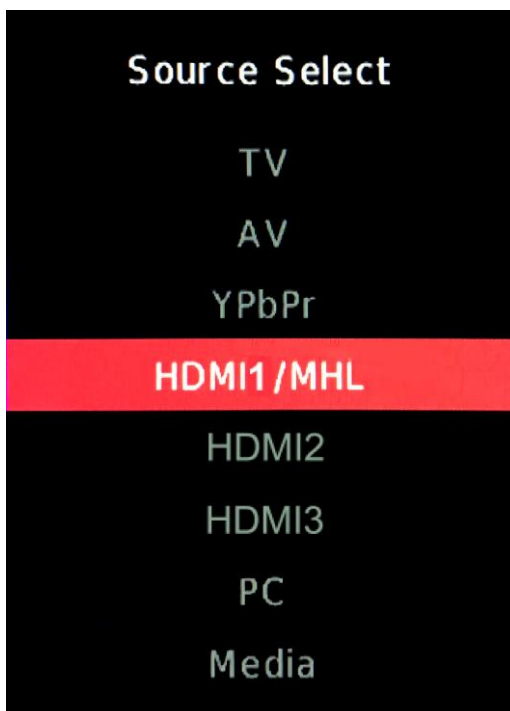 Source Select
TV
AV
YPbPr
HDMI1/MHL
HDMI2
HDMI3
PC
Media